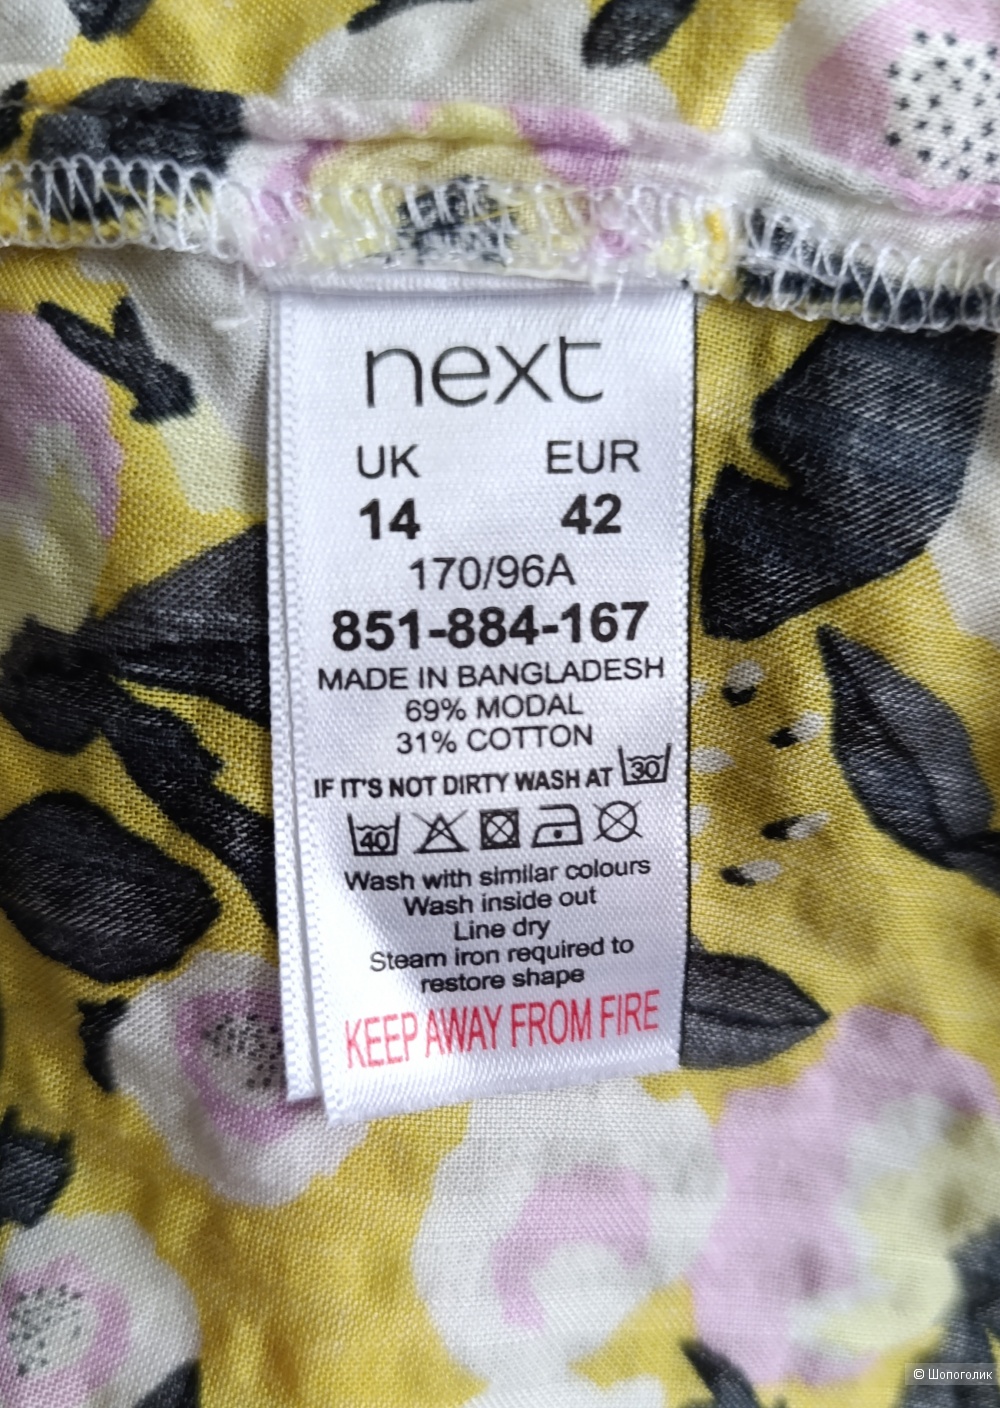 next
UK EUR
14 42
170/96A
851-884-167
MADE IN BANGLADESH
69% MODAL
31% COTTON
IF IT'S NOT DIRTY WASH AT 30
40
Wash with similar colours
Wash inside out
Line dry
Steam iron required to
restore shape
KEEP AWAY FROM FIRE
© Шопоголик